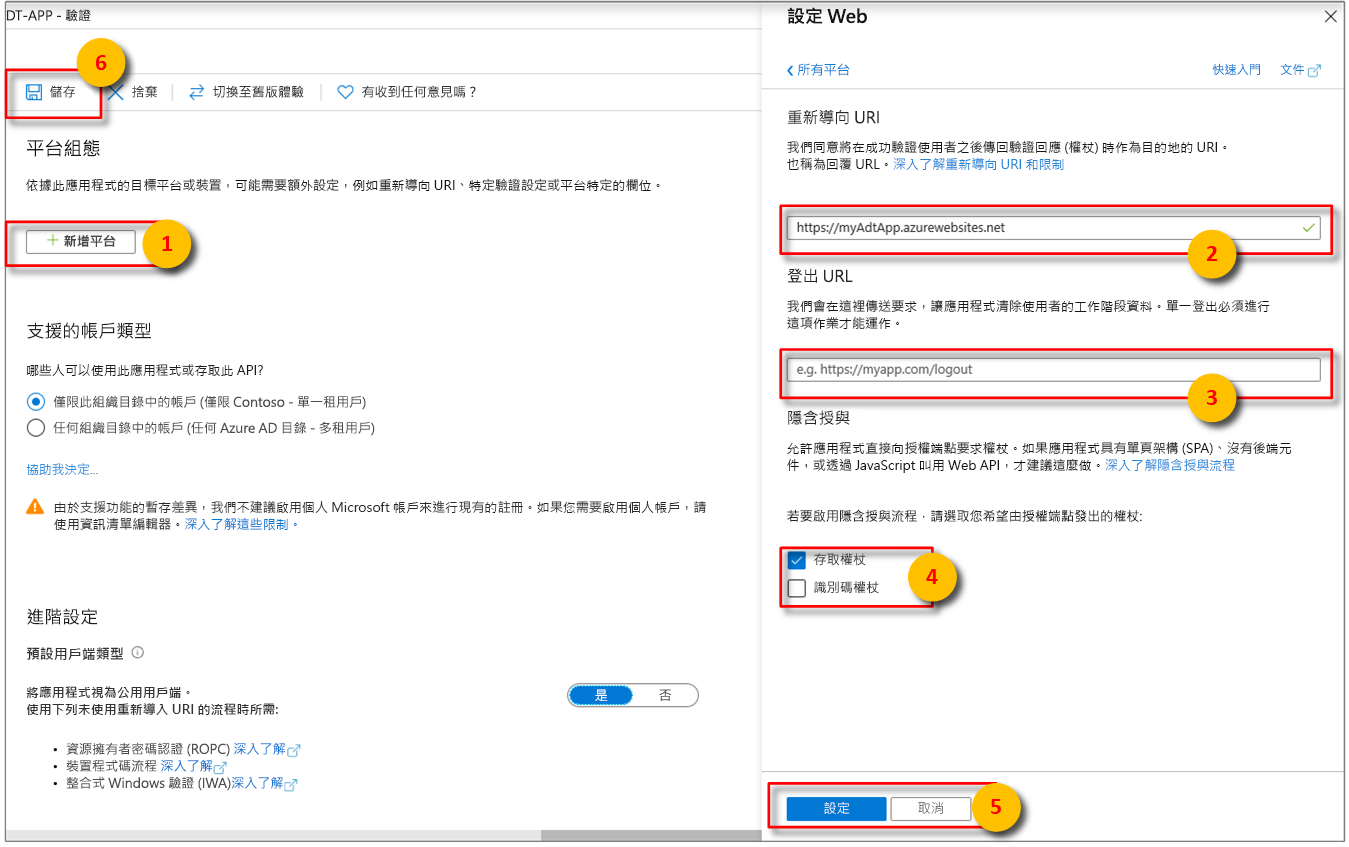 DT-APP - 驗證
6
儲存
捨棄
切換至舊版體驗
有收到任何意見嗎？
平台組態
依據此應用程式的目標平台或裝置，可能需要額外設定，例如重新導向 URI、特定驗證設定或平台特定的欄位。
新增平台
1
支援的帳戶類型
哪些人可以使用此應用程式或存取此 API?
僅限此組織目錄中的帳戶 (僅限 Contoso - 單一租用戶)
任何組織目錄中的帳戶 (任何 Azure AD 目錄 - 多租用戶)
協助我決定...
由於支援功能的暫存差異，我們不建議啟用個人 Microsoft 帳戶來進行現有的註冊。如果您需要啟用個人帳戶，請
使用資訊清單編輯器。深入了解這些限制。
進階設定
預設用戶端類型
將應用程式視為公用用戶端。
使用下列未使用重新導入 URI 的流程時所需:
是
否
• 資源擁有者密碼認證 (ROPC) 深入了解
• 裝置程式碼流程 深入了解
• 整合式 Windows 驗證 (IWA)深入了解
設定 Web
所有平台
快速入門
文件
重新導向 URI
我們同意將在成功驗證使用者之後傳回驗證回應 (權杖) 時作為目的地的 URI。
也稱為回覆 URL。深入了解重新導向 URI 和限制
https://myAdtApp.azurewebsites.net
2
登出 URL
我們會在這裡傳送要求，讓應用程式清除使用者的工作階段資料。單一登出必須進行
這項作業才能運作。
e.g. https://myapp.com/logout
3
隱含授與
允許應用程式直接向授權端點要求權杖。如果應用程式具有單頁架構 (SPA)、沒有後端元
件，或透過 JavaScript 叫用 Web API，才建議這麼做。深入了解隱含授與流程
若要啟用隱含授與流程，請選取您希望由授權端點發出的權杖:
存取權杖
識別碼權杖
4
設定
取消
5